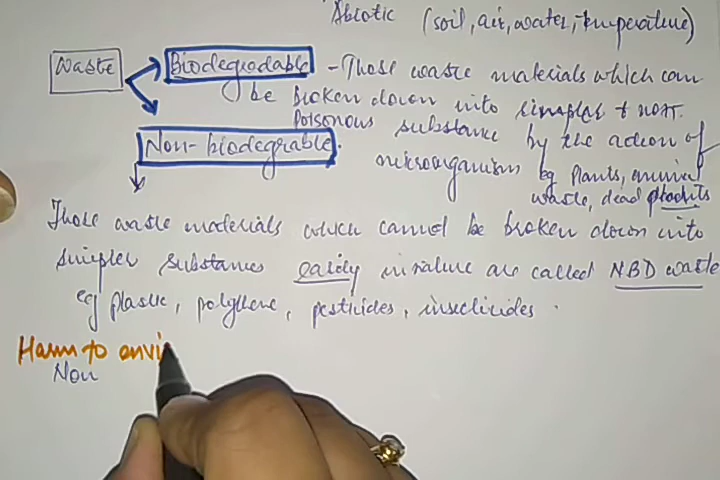 Abiotic (soil, air, water, temperature)
Waste
Biodegradable - Those waste materials which can
be broken down into simpler & non-
poisonous substance by the action of
Non-biodegrable.
microorganism eg Plants, animal
waste, dead products
Those waste materials which cannot be broken down into
simpler substances easily in nature are called NBD waste
eg plastic, polythene, pesticides, insecticides.
Harm to envi
Non